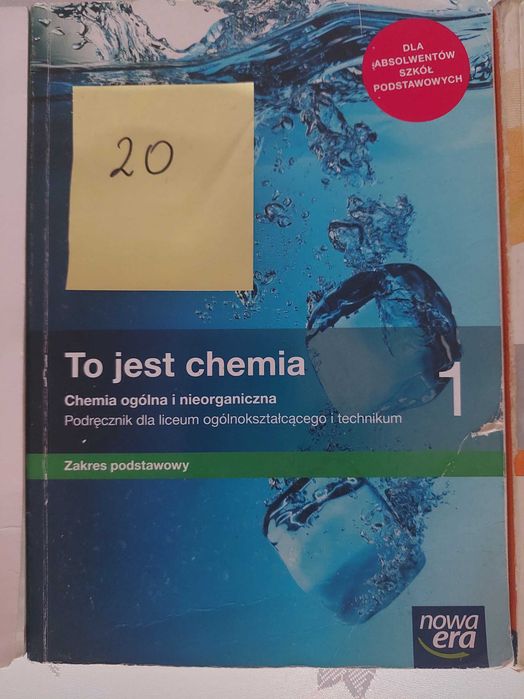 DLA
ABSOLWENTÓW
SZKÓŁ
PODSTAWOWYCH
20
To jest chemia
1
Chemia ogólna i nieorganiczna
Podręcznik dla liceum ogólnokształcącego i technikum
Zakres podstawowy
nowa
era